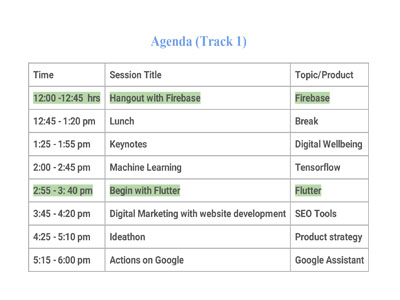 Agenda (Track 1)
Time Session Title Topic/Product
12:00 -12:45 hrs Hangout with Firebase Firebase
12:45 - 1:20 pm Lunch Break
1:25 - 1:55 pm Keynotes Digital Wellbeing
2:00 - 2:45 pm Machine Learning Tensorflow
2:55 - 3: 40 pm Begin with Flutter Flutter
3:45 - 4:20 pm Digital Marketing with website development SEO Tools
4:25 - 5:10 pm Ideathon Product strategy
5:15 - 6:00 pm Actions on Google Google Assistant